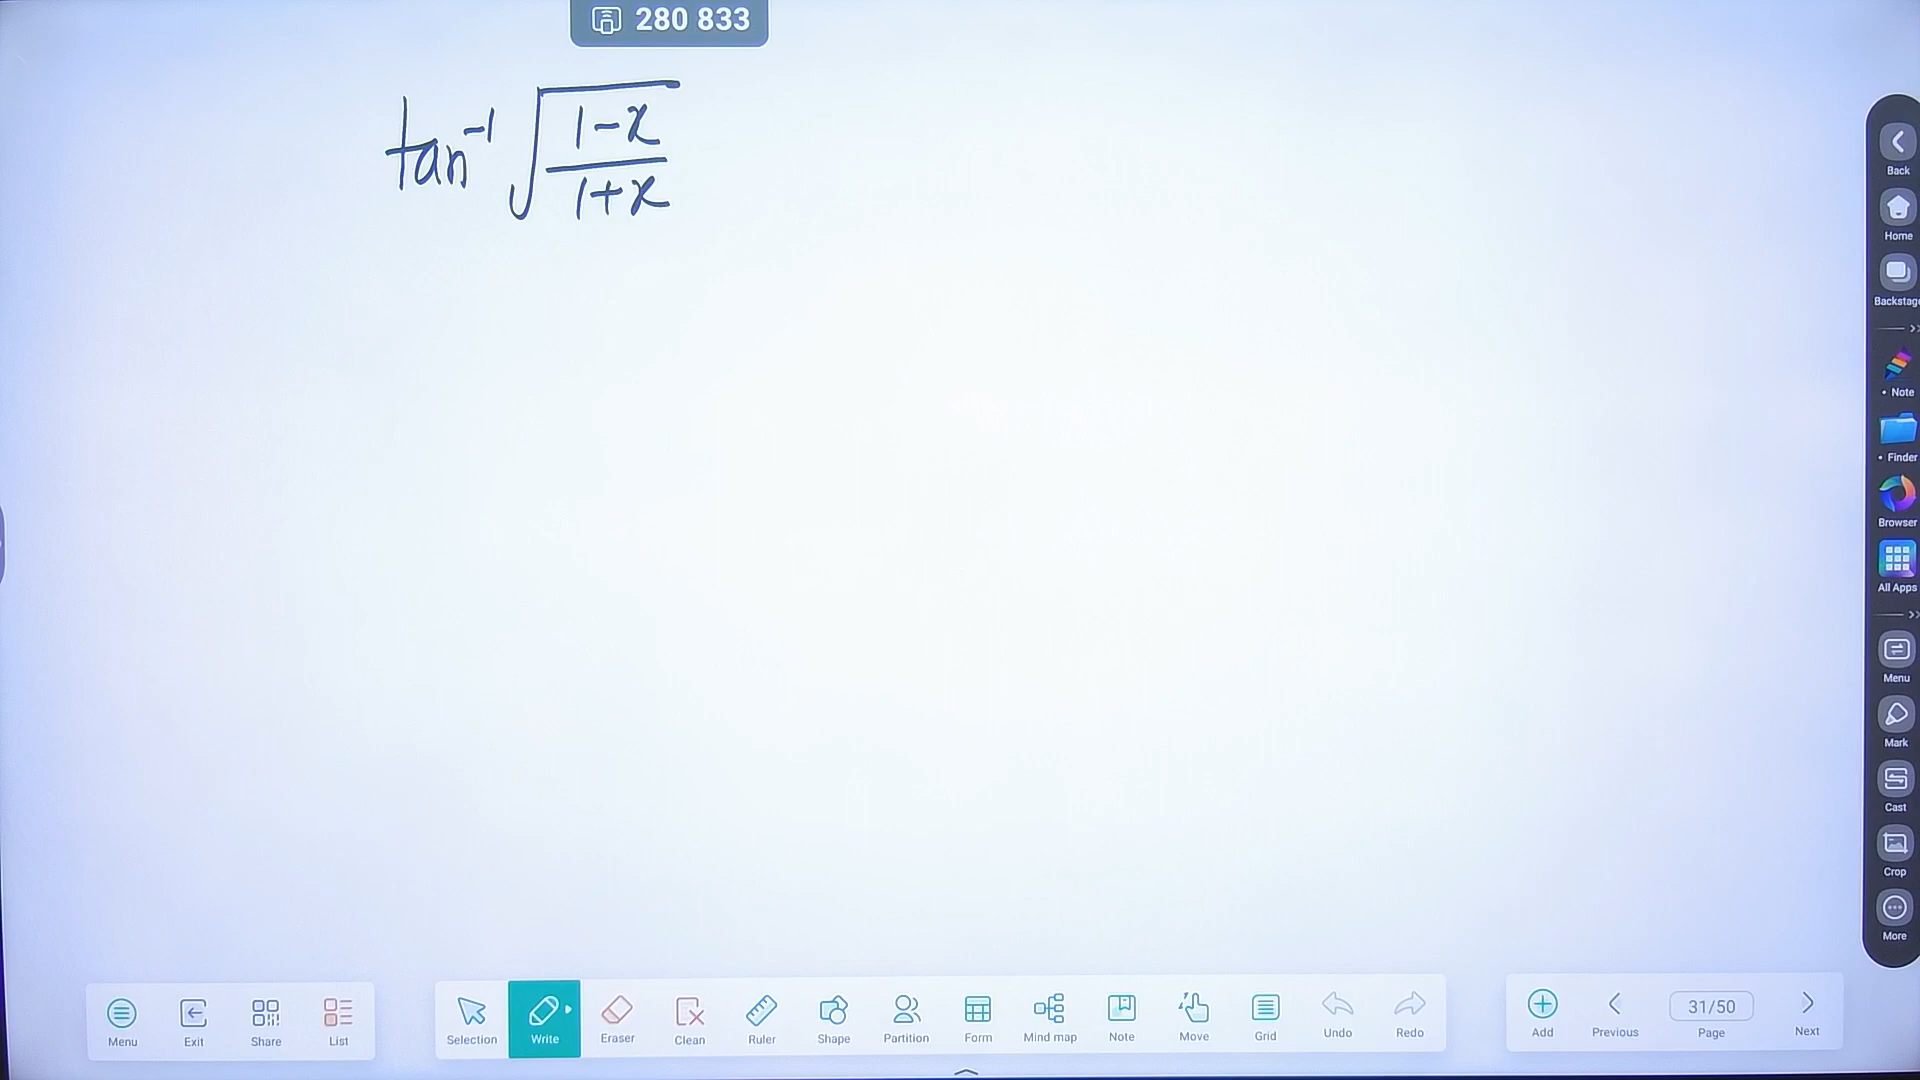 280 833
tan⁻¹ √((1-x)/(1+x))
Back
Home
Backstage
Note
Finder
Browser
All Apps
Menu
Mark
Cast
Crop
More
Menu Exit Share List
Selection Write Eraser Clean Ruler Shape Partition Form Mind map Note Move Grid Undo Redo
Add Previous 31/50 Page Next